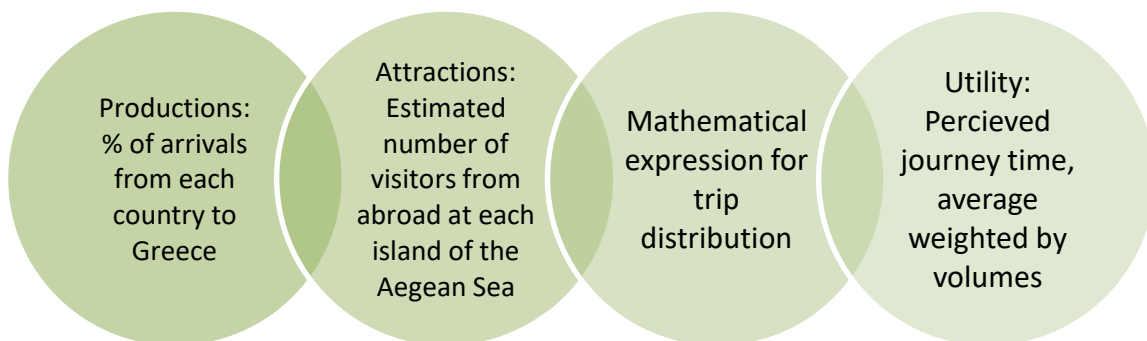 Productions:
% of arrivals
from each
country to
Greece
Attractions:
Estimated
number of
visitors from
abroad at each
island of the
Aegean Sea
Mathematical
expression for
trip
distribution
Utility:
Percieved
journey time,
average
weighted by
volumes